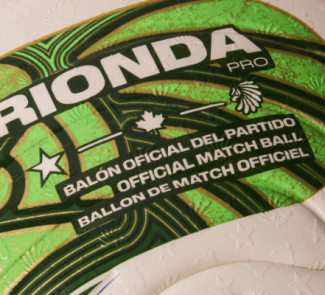 RIONDA
PRO
BALÓN OFICIAL DEL PARTIDO
OFFICIAL MATCH BALL
BALLON DE MATCH OFFICIEL